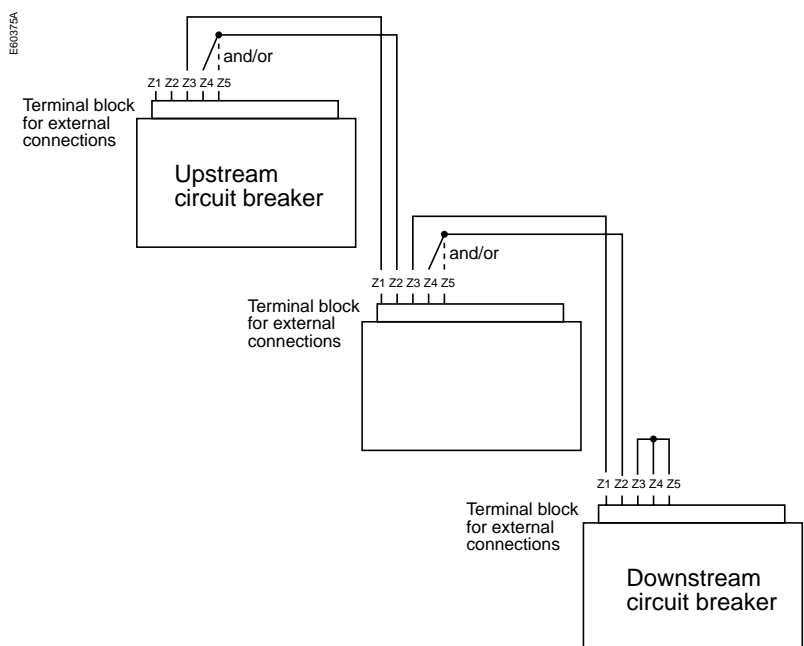 E60375A
and/or
Z1 Z2 Z3 Z4 Z5
Terminal block
for external
connections
Upstream
circuit breaker
and/or
Z1 Z2 Z3 Z4 Z5
Terminal block
for external
connections
Z1 Z2 Z3 Z4 Z5
Terminal block
for external
connections
Downstream
circuit breaker